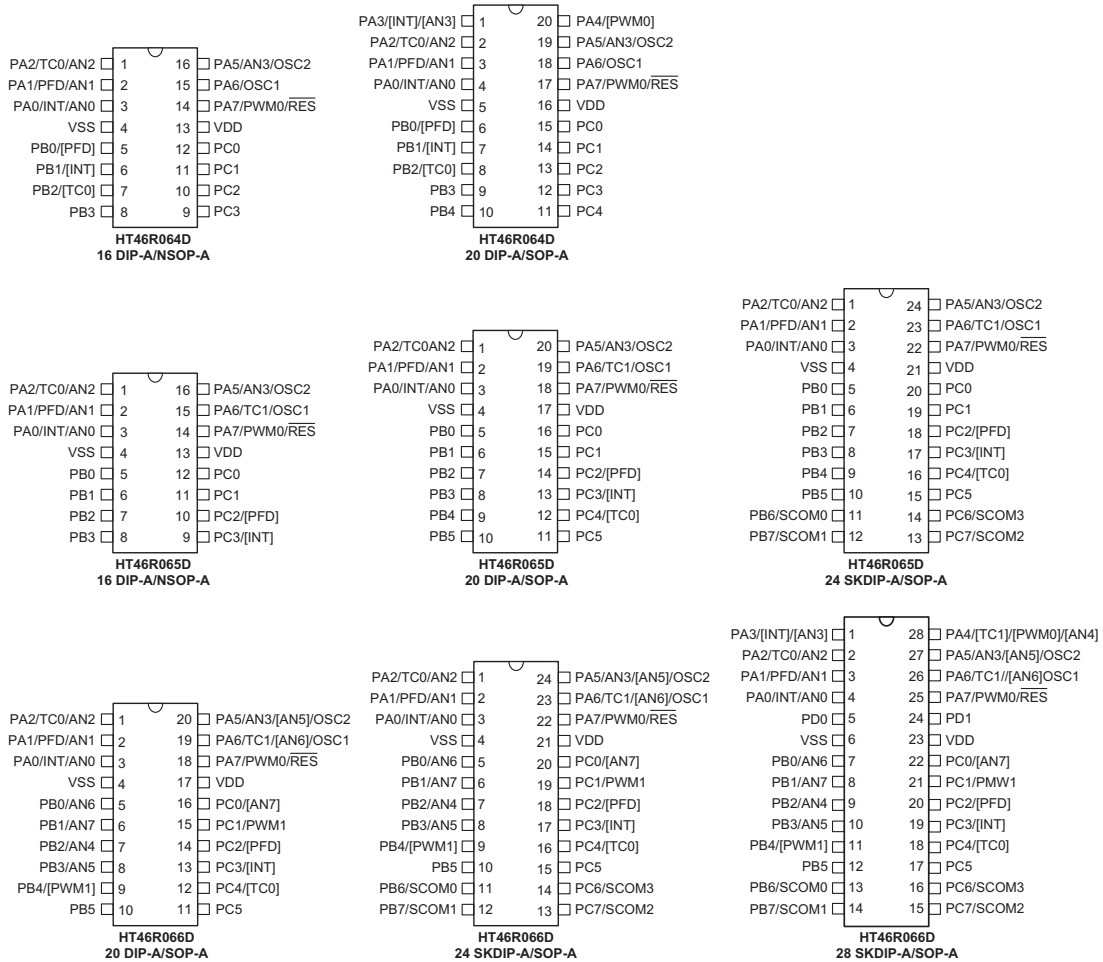 PA2/TC0/AN2 1 16 PA5/AN3/OSC2
PA1/PFD/AN1 2 15 PA6/OSC1
PA0/INT/AN0 3 14 PA7/PWM0/RES
VSS 4 13 VDD
PB0/[PFD] 5 12 PC0
PB1/[INT] 6 11 PC1
PB2/[TC0] 7 10 PC2
PB3 8 9 PC3
HT46R064D
16 DIP-A/NSOP-A
PA3/[INT]/[AN3] 1 20 PA4/[PWM0]
PA2/TC0/AN2 2 19 PA5/AN3/OSC2
PA1/PFD/AN1 3 18 PA6/OSC1
PA0/INT/AN0 4 17 PA7/PWM0/RES
VSS 5 16 VDD
PB0/[PFD] 6 15 PC0
PB1/[INT] 7 14 PC1
PB2/[TC0] 8 13 PC2
PB3 9 12 PC3
PB4 10 11 PC4
HT46R064D
20 DIP-A/SOP-A
PA2/TC0/AN2 1 16 PA5/AN3/OSC2
PA1/PFD/AN1 2 15 PA6/TC1/OSC1
PA0/INT/AN0 3 14 PA7/PWM0/RES
VSS 4 13 VDD
PB0 5 12 PC0
PB1 6 11 PC1
PB2 7 10 PC2/[PFD]
PB3 8 9 PC3/[INT]
HT46R065D
16 DIP-A/NSOP-A
PA2/TC0AN2 1 20 PA5/AN3/OSC2
PA1/PFD/AN1 2 19 PA6/TC1/OSC1
PA0/INT/AN0 3 18 PA7/PWM0/RES
VSS 4 17 VDD
PB0 5 16 PC0
PB1 6 15 PC1
PB2 7 14 PC2/[PFD]
PB3 8 13 PC3/[INT]
PB4 9 12 PC4/[TC0]
PB5 10 11 PC5
HT46R065D
20 DIP-A/SOP-A
PA2/TC0/AN2 1 24 PA5/AN3/OSC2
PA1/PFD/AN1 2 23 PA6/TC1/OSC1
PA0/INT/AN0 3 22 PA7/PWM0/RES
VSS 4 21 VDD
PB0 5 20 PC0
PB1 6 19 PC1
PB2 7 18 PC2/[PFD]
PB3 8 17 PC3/[INT]
PB4 9 16 PC4/[TC0]
PB5 10 15 PC5
PB6/SCOM0 11 14 PC6/SCOM3
PB7/SCOM1 12 13 PC7/SCOM2
HT46R065D
24 SKDIP-A/SOP-A
PA2/TC0/AN2 1 20 PA5/AN3/[AN5]/OSC2
PA1/PFD/AN1 2 19 PA6/TC1/[AN6]/OSC1
PA0/INT/AN0 3 18 PA7/PWM0/RES
VSS 4 17 VDD
PB0/AN6 5 16 PC0/[AN7]
PB1/AN7 6 15 PC1/PWM1
PB2/AN4 7 14 PC2/[PFD]
PB3/AN5 8 13 PC3/[INT]
PB4/[PWM1] 9 12 PC4/[TC0]
PB5 10 11 PC5
HT46R066D
20 DIP-A/SOP-A
PA2/TC0/AN2 1 24 PA5/AN3/[AN5]/OSC2
PA1/PFD/AN1 2 23 PA6/TC1/[AN6]/OSC1
PA0/INT/AN0 3 22 PA7/PWM0/RES
VSS 4 21 VDD
PB0/AN6 5 20 PC0/[AN7]
PB1/AN7 6 19 PC1/PWM1
PB2/AN4 7 18 PC2/[PFD]
PB3/AN5 8 17 PC3/[INT]
PB4/[PWM1] 9 16 PC4/[TC0]
PB5 10 15 PC5
PB6/SCOM0 11 14 PC6/SCOM3
PB7/SCOM1 12 13 PC7/SCOM2
HT46R066D
24 SKDIP-A/SOP-A
PA3/[INT]/[AN3] 1 28 PA4/[TC1]/[PWM0]/[AN4]
PA2/TC0/AN2 2 27 PA5/AN3/[AN5]/OSC2
PA1/PFD/AN1 3 26 PA6/TC1//[AN6]OSC1
PA0/INT/AN0 4 25 PA7/PWM0/RES
PD0 5 24 PD1
VSS 6 23 VDD
PB0/AN6 7 22 PC0/[AN7]
PB1/AN7 8 21 PC1/PMW1
PB2/AN4 9 20 PC2/[PFD]
PB3/AN5 10 19 PC3/[INT]
PB4/[PWM1] 11 18 PC4/[TC0]
PB5 12 17 PC5
PB6/SCOM0 13 16 PC6/SCOM3
PB7/SCOM1 14 15 PC7/SCOM2
HT46R066D
28 SKDIP-A/SOP-A